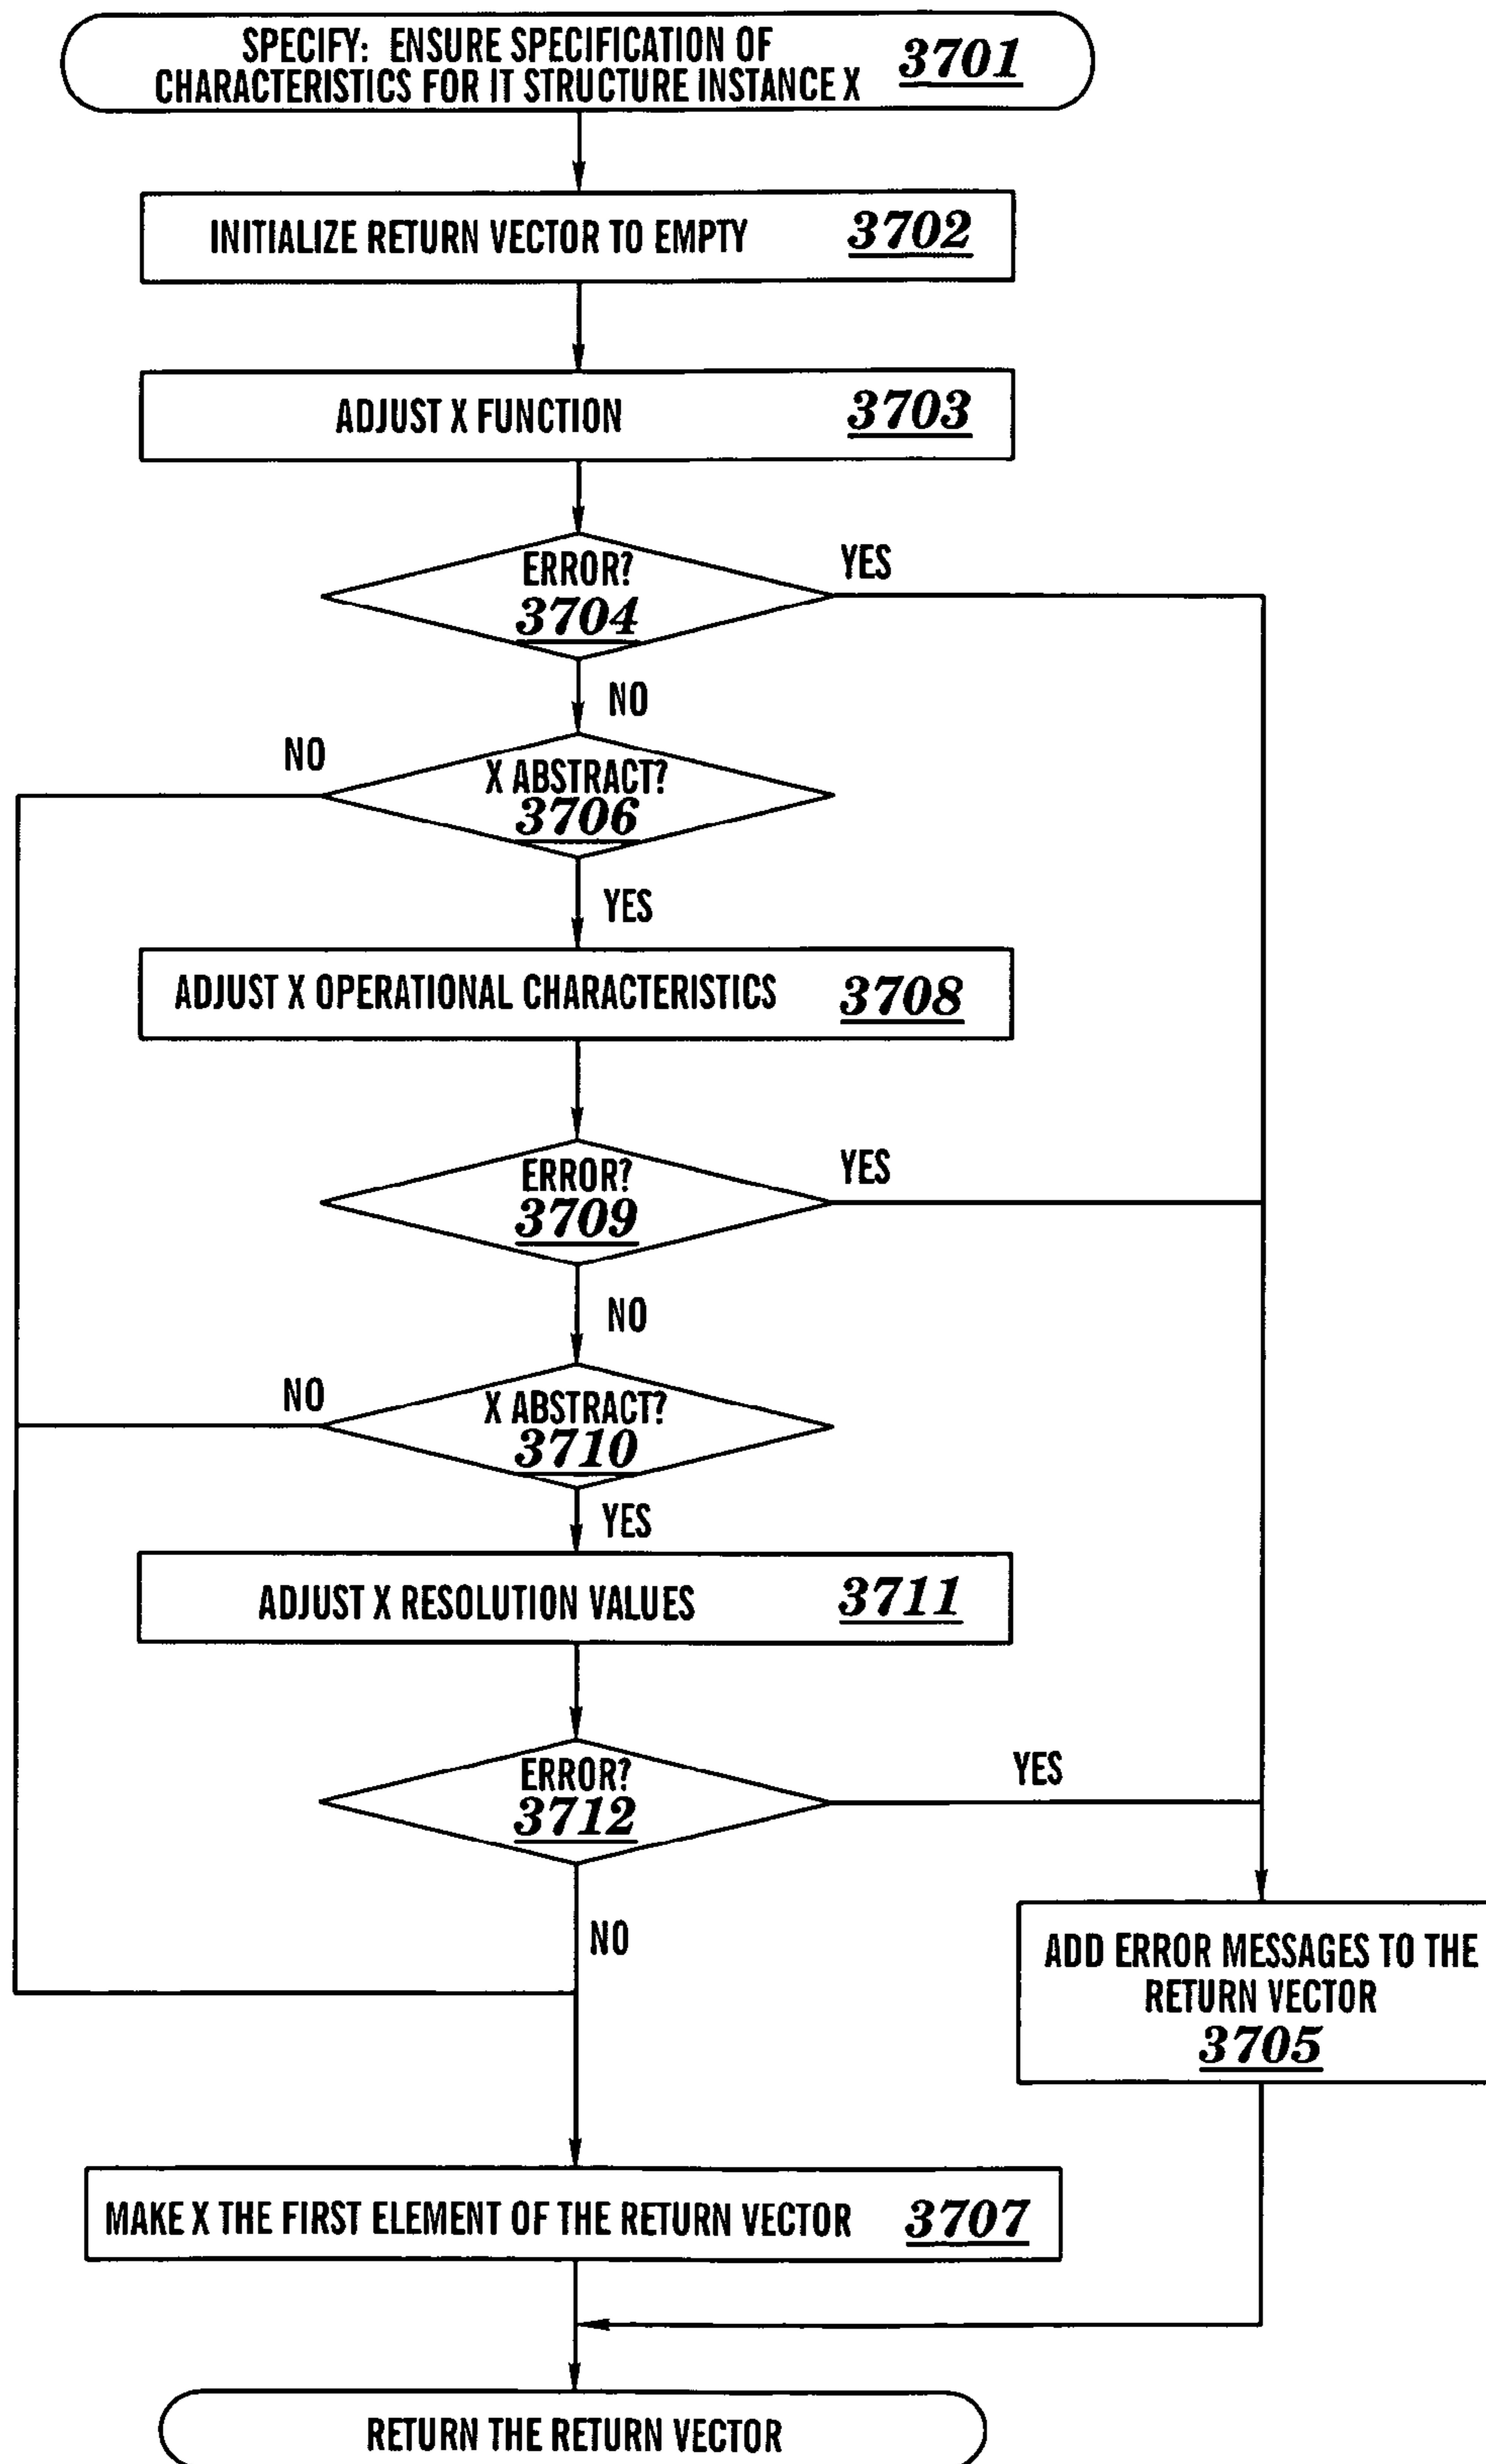 SPECIFY: ENSURE SPECIFICATION OF
CHARACTERISTICS FOR IT STRUCTURE INSTANCE X 3701
INITIALIZE RETURN VECTOR TO EMPTY 3702
ADJUST X FUNCTION 3703
ERROR?
3704
YES
NO
X ABSTRACT?
3706
NO
YES
ADJUST X OPERATIONAL CHARACTERISTICS 3708
ERROR?
3709
YES
NO
X ABSTRACT?
3710
NO
YES
ADJUST X RESOLUTION VALUES 3711
ERROR?
3712
YES
NO
ADD ERROR MESSAGES TO THE
RETURN VECTOR
3705
MAKE X THE FIRST ELEMENT OF THE RETURN VECTOR 3707
RETURN THE RETURN VECTOR